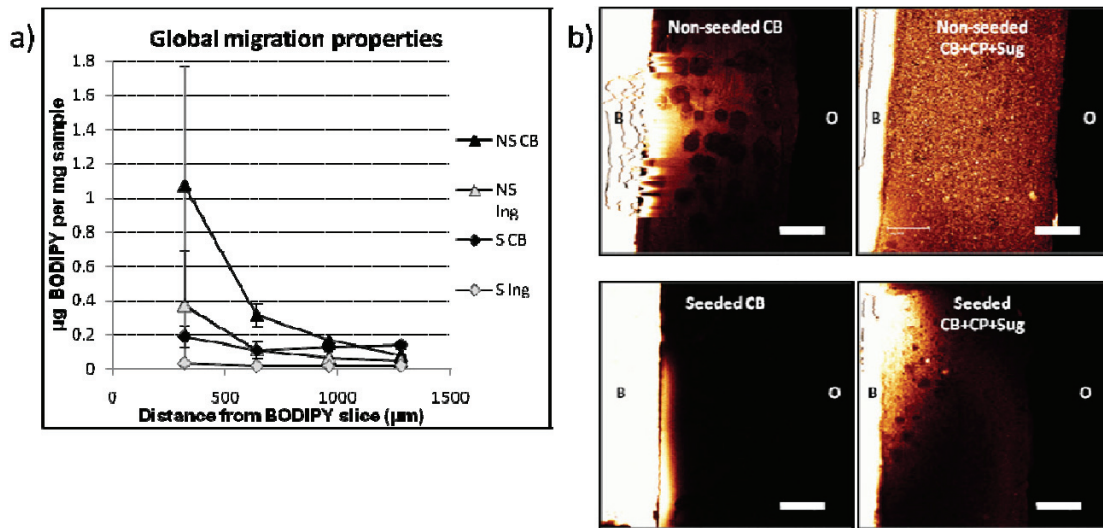 a)
Global migration properties
µg BODIPY per mg sample
1.8
1.6
1.4
1.2
1
0.8
0.6
0.4
0.2
0
0
500
1000
1500
Distance from BODIPY slice (µm)
NS CB
NS
Ing
S CB
S Ing
b)
Non-seeded CB
B
O
Non-seeded
CB+CP+Sug
B
O
Seeded CB
B
O
Seeded
CB+CP+Sug
B
O